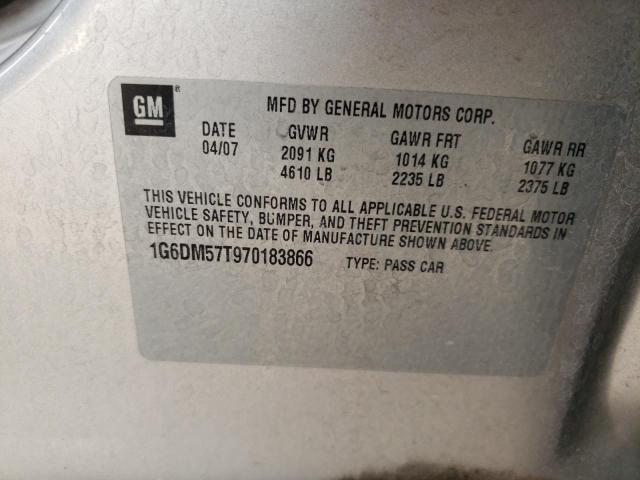 GM
MFD BY GENERAL MOTORS CORP.
DATE GVWR GAWR FRT GAWR RR
04/07 2091 KG 1014 KG 1077 KG
4610 LB 2235 LB 2375 LB
THIS VEHICLE CONFORMS TO ALL APPLICABLE U.S. FEDERAL MOTOR
VEHICLE SAFETY, BUMPER, AND THEFT PREVENTION STANDARDS IN
EFFECT ON THE DATE OF MANUFACTURE SHOWN ABOVE.
1G6DM57T970183866 TYPE: PASS CAR